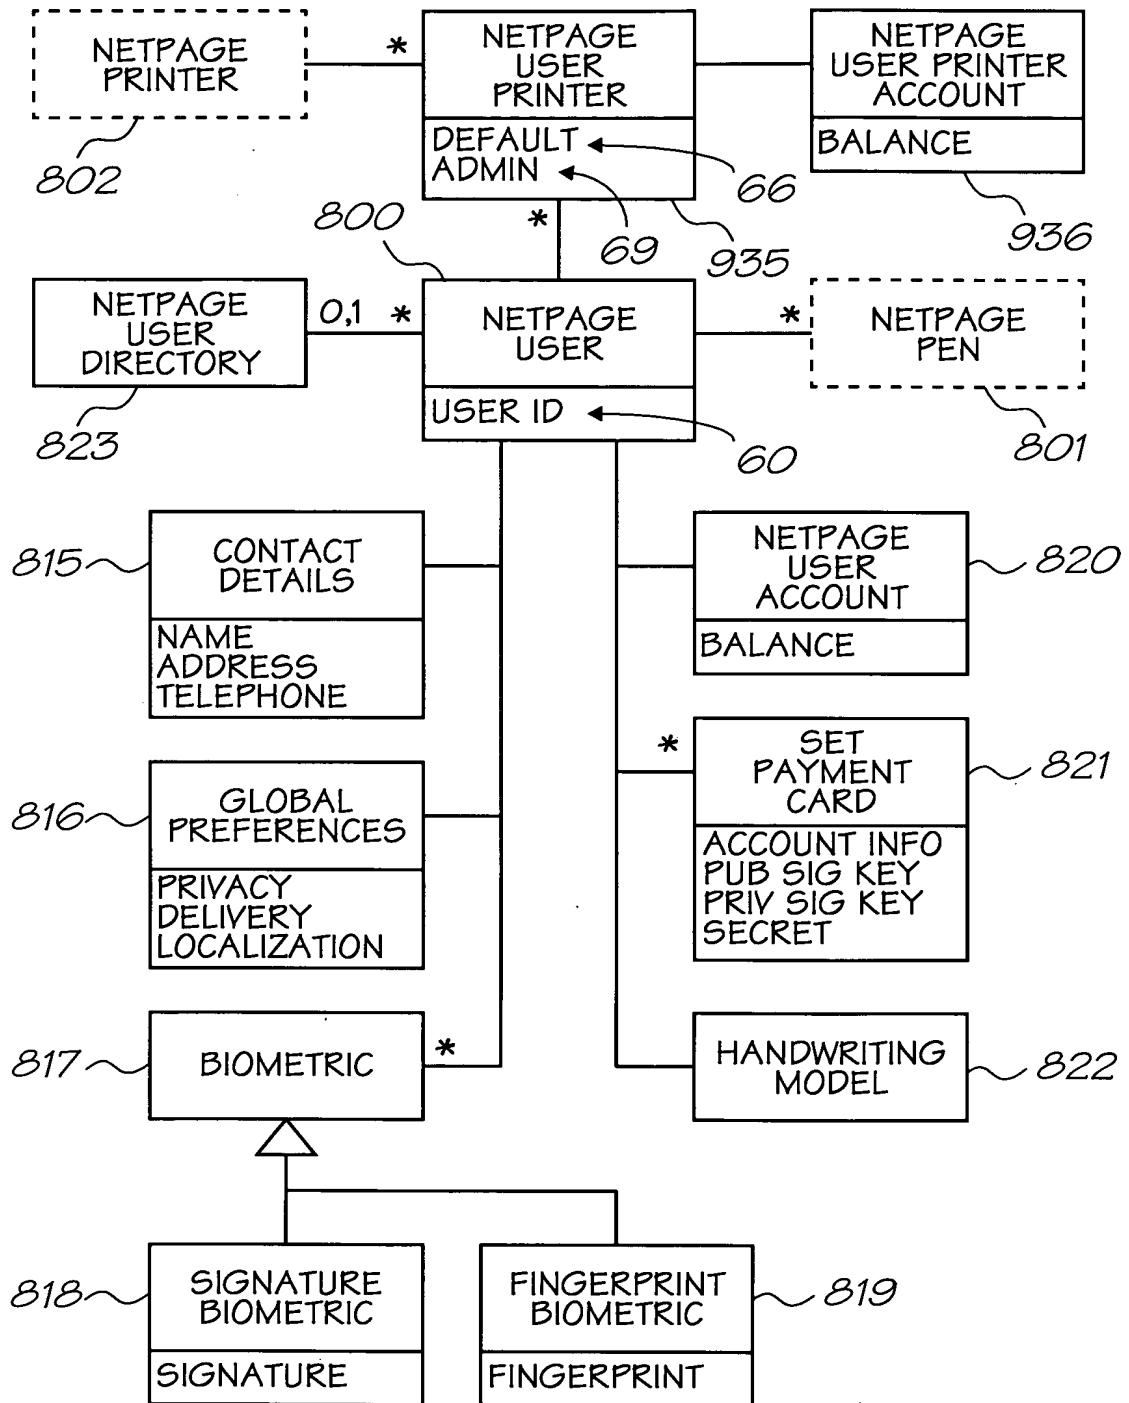 NETPAGE
PRINTER
802
*
NETPAGE
USER
PRINTER
DEFAULT
ADMIN
66
69
935
*
NETPAGE
USER PRINTER
ACCOUNT
BALANCE
936
800
NETPAGE
USER
DIRECTORY
823
0,1 *
NETPAGE
USER
USER ID
60
*
NETPAGE
PEN
801
815
CONTACT
DETAILS
NAME
ADDRESS
TELEPHONE
NETPAGE
USER
ACCOUNT
BALANCE
820
816
GLOBAL
PREFERENCES
PRIVACY
DELIVERY
LOCALIZATION
*
SET
PAYMENT
CARD
ACCOUNT INFO
PUB SIG KEY
PRIV SIG KEY
SECRET
821
817
BIOMETRIC
*
HANDWRITING
MODEL
822
818
SIGNATURE
BIOMETRIC
SIGNATURE
FINGERPRINT
BIOMETRIC
FINGERPRINT
819